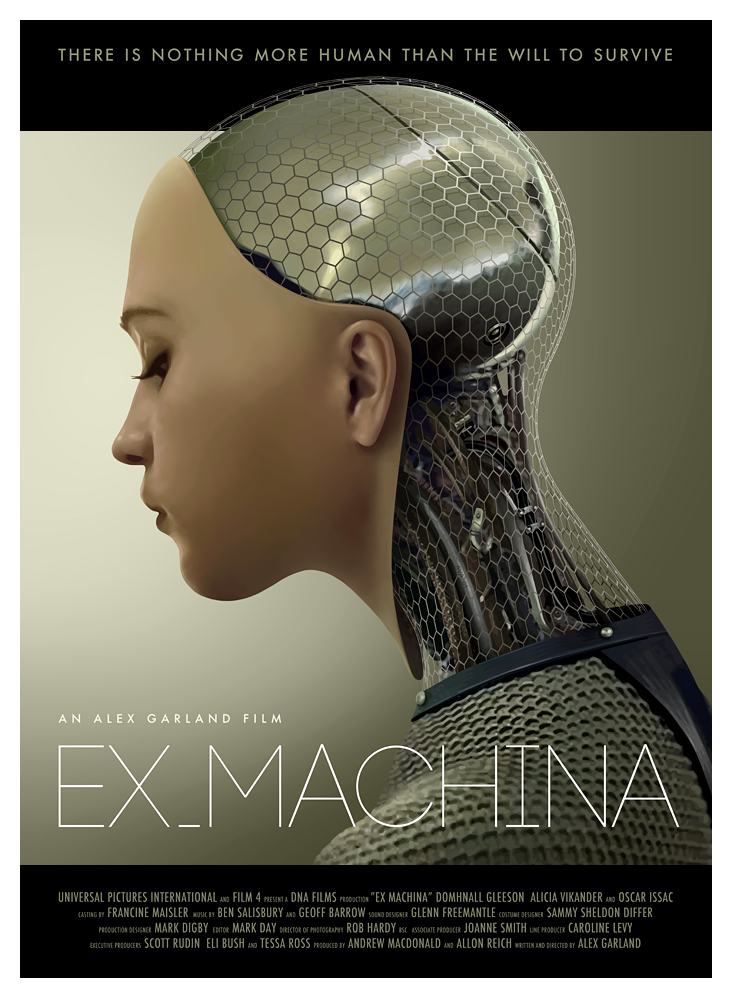 THERE IS NOTHING MORE HUMAN THAN THE WILL TO SURVIVE
AN ALEX GARLAND FILM
EX_MACHINA
UNIVERSAL PICTURES INTERNATIONAL AND FILM 4 PRESENT A DNA FILMS PRODUCTION "EX MACHINA" DOMHNALL GLEESON ALICIA VIKANDER AND OSCAR ISSAC
CASTING BY FRANCINE MAISLER MUSIC BY BEN SALISBURY AND GEOFF BARROW SOUND DESIGNER GLENN FREEMANTLE COSTUME DESIGNER SAMMY SHELDON DIFFER
PRODUCTION DESIGNER MARK DIGBY EDITOR MARK DAY DIRECTOR OF PHOTOGRAPHY ROB HARDY BSC ASSOCIATE PRODUCER JOANNE SMITH LINE PRODUCER CAROLINE LEVY
EXECUTIVE PRODUCERS SCOTT RUDIN ELI BUSH AND TESSA ROSS PRODUCED BY ANDREW MACDONALD AND ALLON REICH WRITTEN AND DIRECTED BY ALEX GARLAND